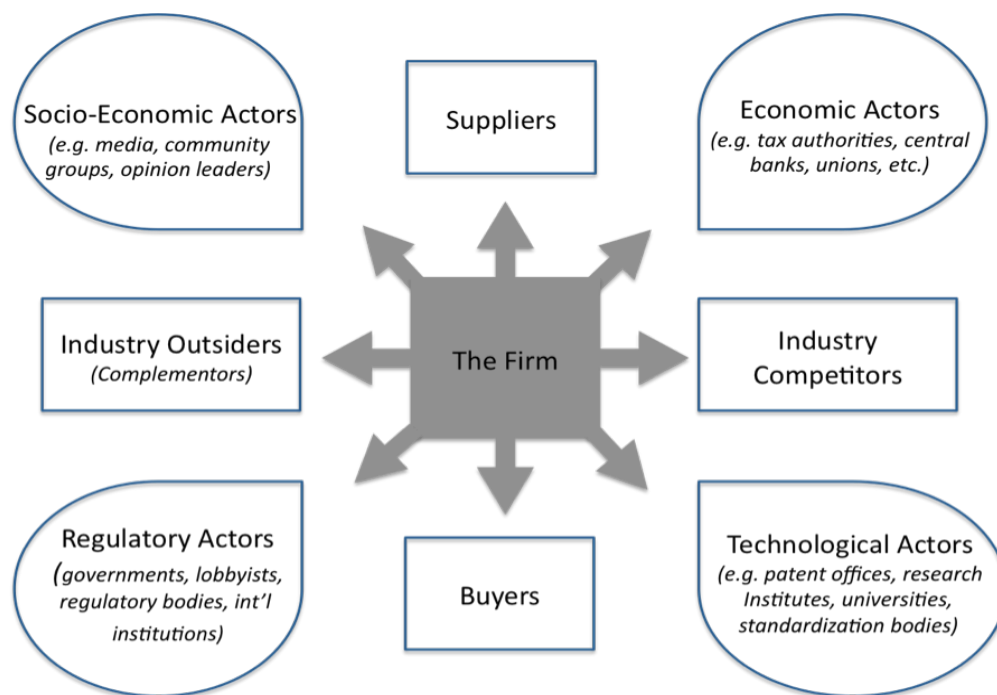 Socio-Economic Actors
(e.g. media, community
groups, opinion leaders)
Suppliers
Economic Actors
(e.g. tax authorities, central
banks, unions, etc.)
Industry Outsiders
(Complementors)
The Firm
Industry
Competitors
Regulatory Actors
(governments, lobbyists,
regulatory bodies, int'l
institutions)
Buyers
Technological Actors
(e.g. patent offices, research
Institutes, universities,
standardization bodies)